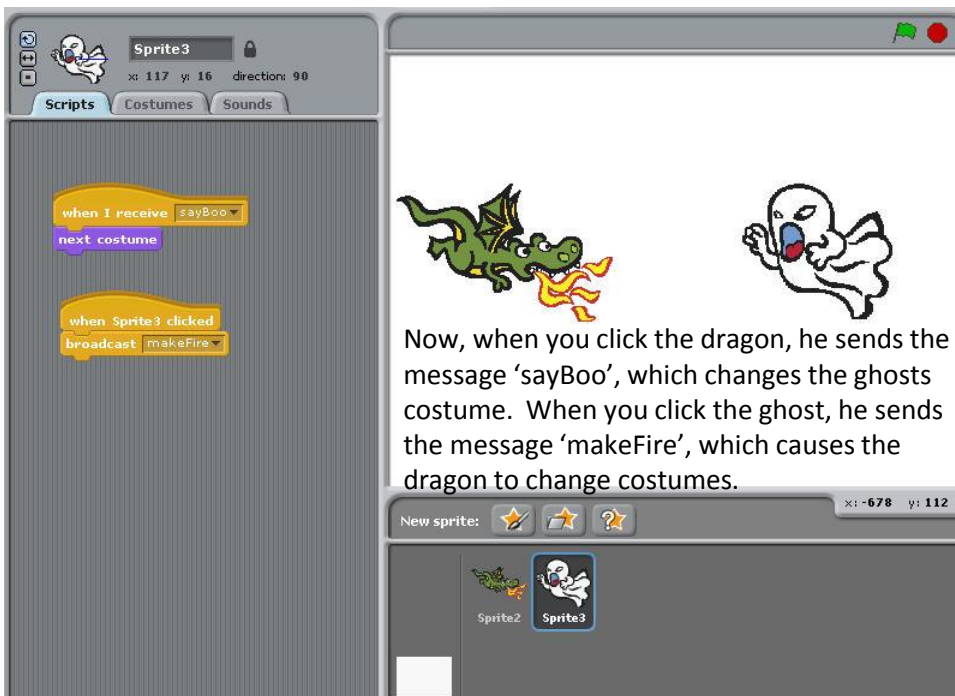 Sprite3
x: 117 y: 16 direction: 90
Scripts Costumes Sounds
when I receive sayBoo
next costume
when Sprite3 clicked
broadcast makeFire
Now, when you click the dragon, he sends the
message ‘sayBoo’, which changes the ghosts
costume. When you click the ghost, he sends
the message ‘makeFire’, which causes the
dragon to change costumes.
x: -678 y: 112
New sprite:
Sprite2 Sprite3